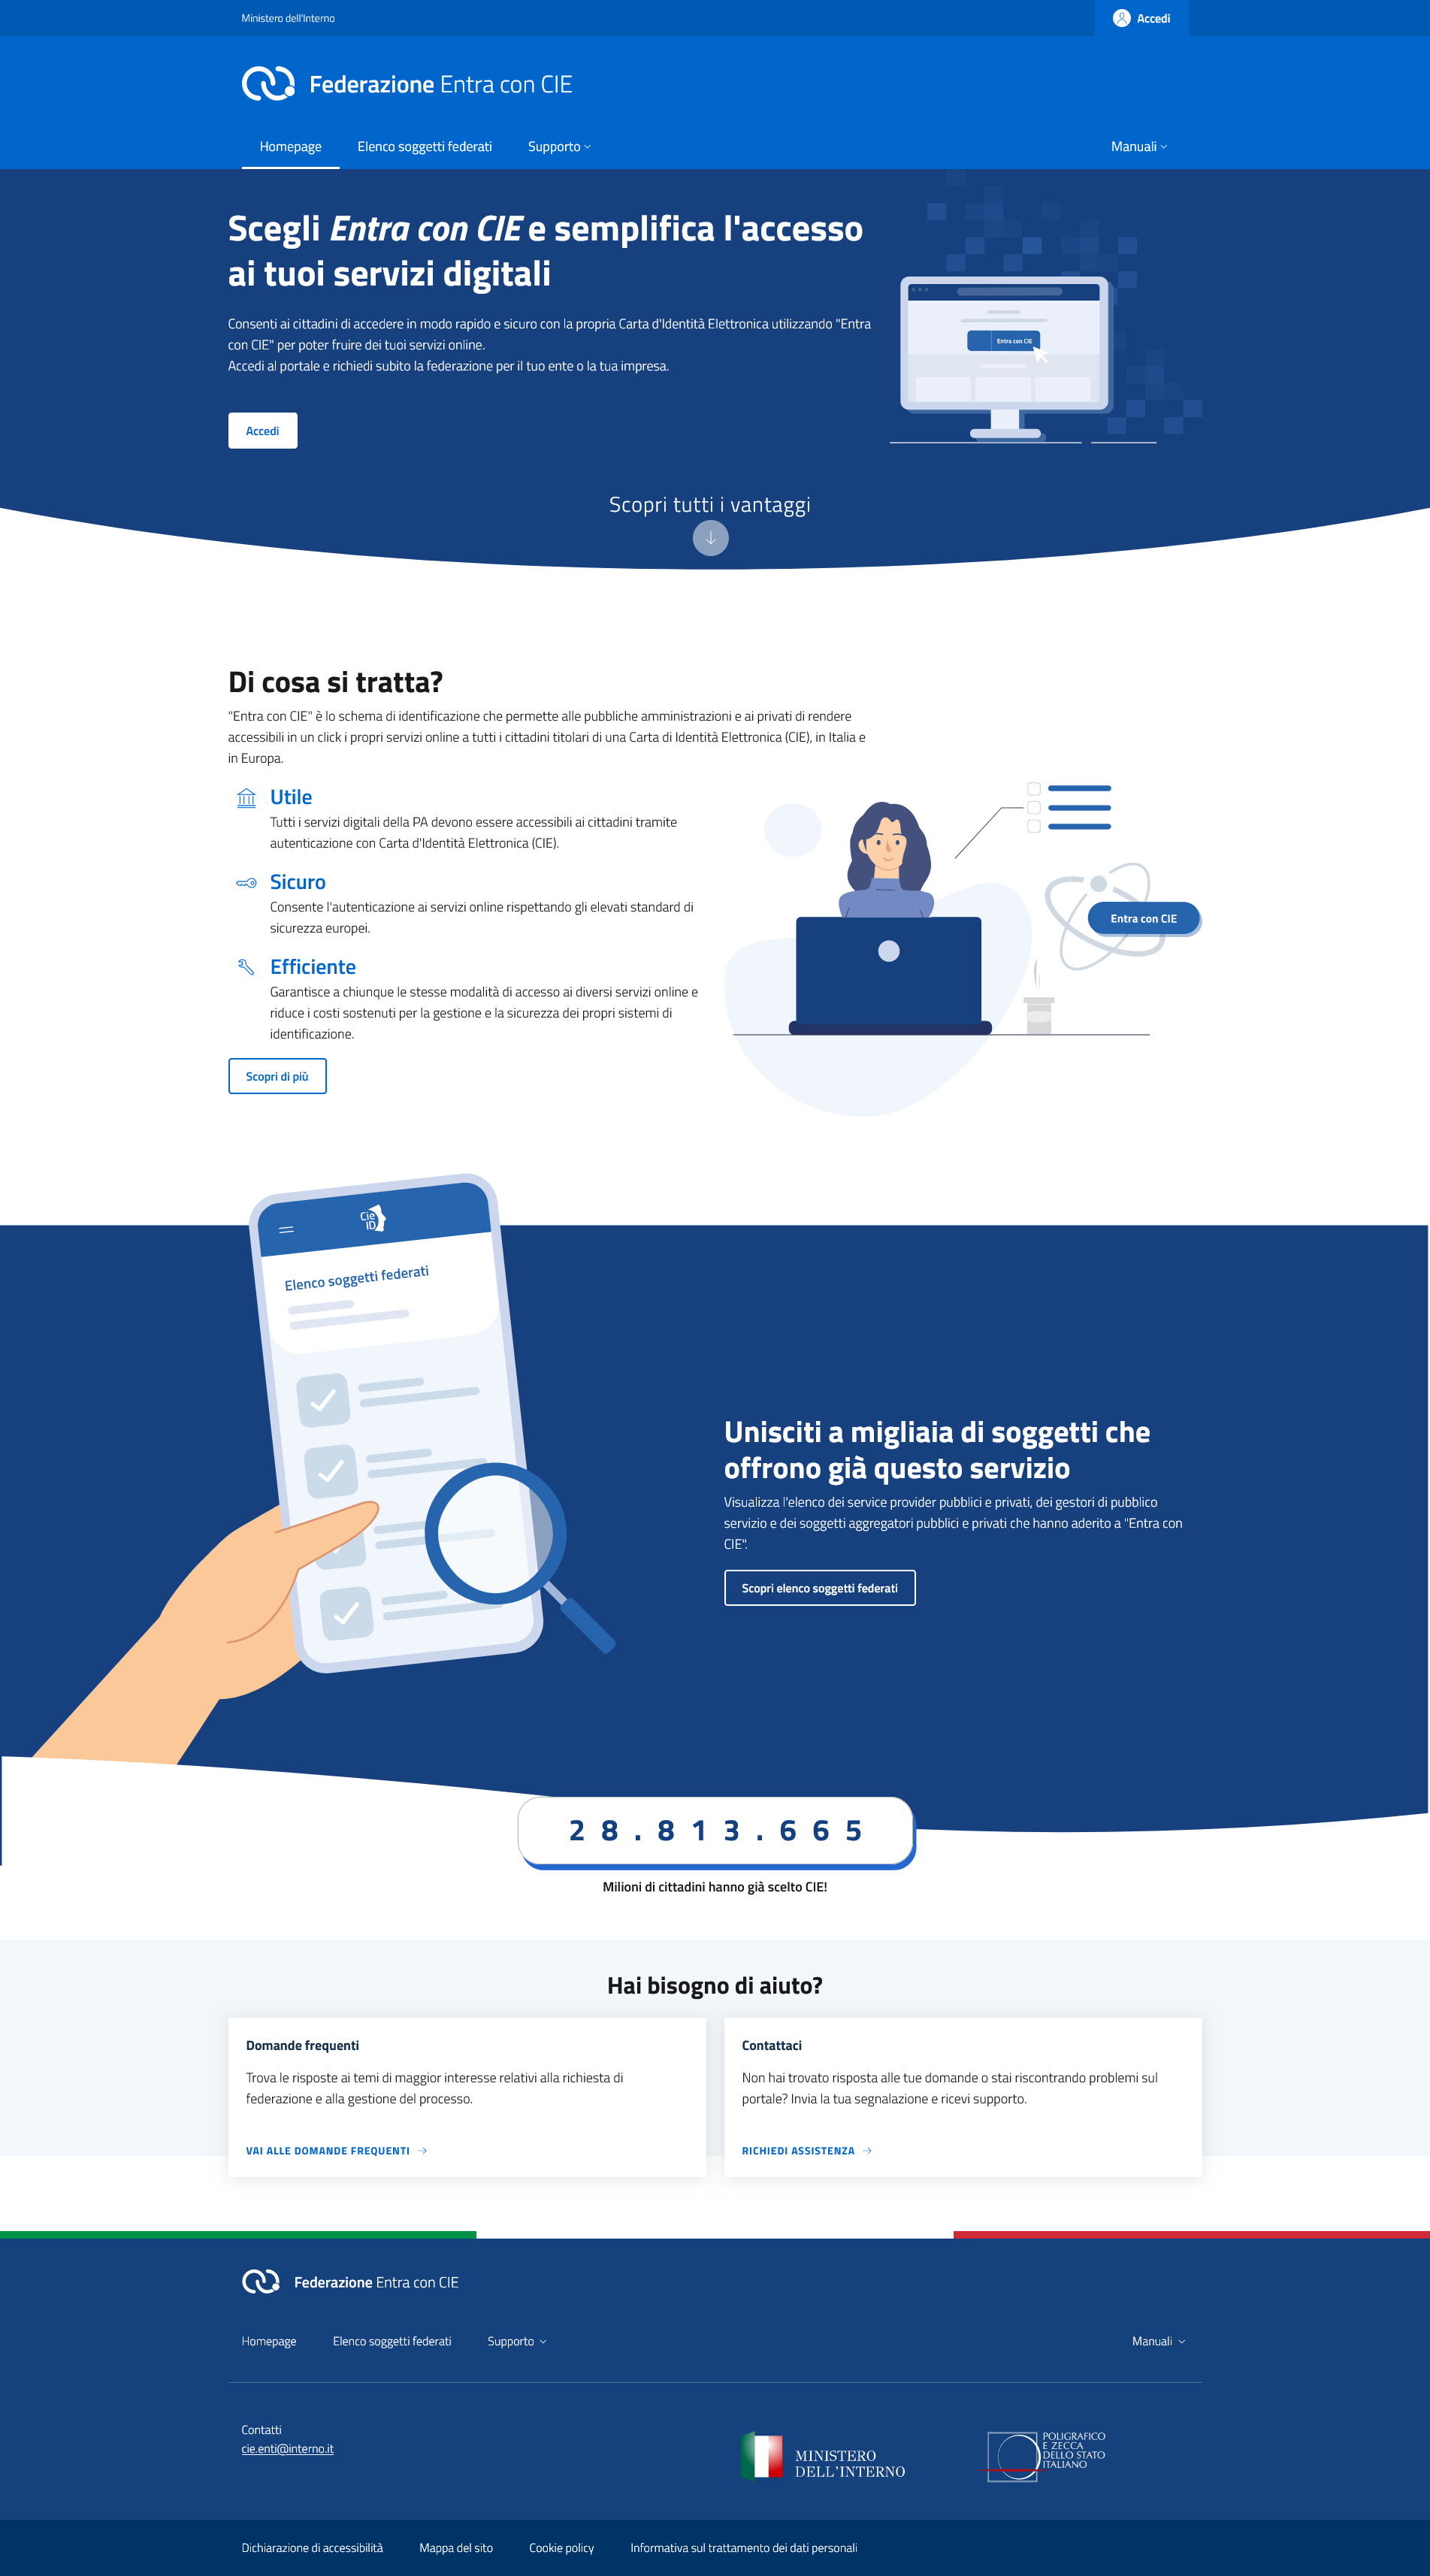 Ministero dell'Interno
Accedi
Federazione Entra con CIE
Homepage
Elenco soggetti federati
Supporto
Manuali
Scegli Entra con CIE e semplifica l'accesso
ai tuoi servizi digitali
Consenti ai cittadini di accedere in modo rapido e sicuro con la propria Carta d'Identità Elettronica utilizzando "Entra
con CIE" per poter fruire dei tuoi servizi online.
Accedi al portale e richiedi subito la federazione per il tuo ente o la tua impresa.
Entra con CIE
Accedi
Scopri tutti i vantaggi
Di cosa si tratta?
"Entra con CIE" è lo schema di identificazione che permette alle pubbliche amministrazioni e ai privati di rendere
accessibili in un click i propri servizi online a tutti i cittadini titolari di una Carta di Identità Elettronica (CIE), in Italia e
in Europa.
Utile
Tutti i servizi digitali della PA devono essere accessibili ai cittadini tramite
autenticazione con Carta d'Identità Elettronica (CIE).
Sicuro
Consente l'autenticazione ai servizi online rispettando gli elevati standard di
sicurezza europei.
Efficiente
Garantisce a chiunque le stesse modalità di accesso ai diversi servizi online e
riduce i costi sostenuti per la gestione e la sicurezza dei propri sistemi di
identificazione.
Scopri di più
Entra con CIE
Cie
ID
Elenco soggetti federati
Unisciti a migliaia di soggetti che
offrono già questo servizio
Visualizza l'elenco dei service provider pubblici e privati, dei gestori di pubblico
servizio e dei soggetti aggregatori pubblici e privati che hanno aderito a "Entra con
CIE".
Scopri elenco soggetti federati
28.813.665
Milioni di cittadini hanno già scelto CIE!
Hai bisogno di aiuto?
Domande frequenti
Trova le risposte ai temi di maggior interesse relativi alla richiesta di
federazione e alla gestione del processo.
VAI ALLE DOMANDE FREQUENTI
Contattaci
Non hai trovato risposta alle tue domande o stai riscontrando problemi sul
portale? Invia la tua segnalazione e ricevi supporto.
RICHIEDI ASSISTENZA
Federazione Entra con CIE
Homepage
Elenco soggetti federati
Supporto
Manuali
Contatti
cie.enti@interno.it
MINISTERO
DELL'INTERNO
POLIGRAFICO
E ZECCA
DELLO STATO
ITALIANO
Dichiarazione di accessibilità
Mappa del sito
Cookie policy
Informativa sul trattamento dei dati personali